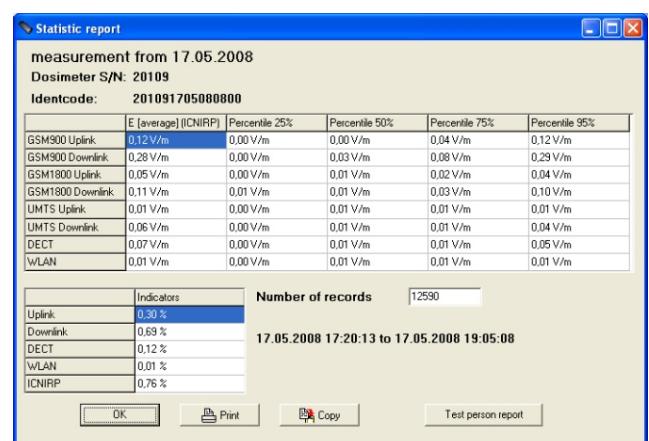 Statistic report
measurement from 17.05.2008
Dosimeter S/N: 20109
Identcode: 201091705080800
E [average] (ICNIRP) Percentile 25% Percentile 50% Percentile 75% Percentile 95%
GSM900 Uplink 0,12 V/m 0,00 V/m 0,00 V/m 0,04 V/m 0,12 V/m
GSM900 Downlink 0,28 V/m 0,00 V/m 0,03 V/m 0,08 V/m 0,29 V/m
GSM1800 Uplink 0,05 V/m 0,00 V/m 0,01 V/m 0,02 V/m 0,04 V/m
GSM1800 Downlink 0,11 V/m 0,01 V/m 0,01 V/m 0,03 V/m 0,10 V/m
UMTS Uplink 0,01 V/m 0,00 V/m 0,01 V/m 0,01 V/m 0,01 V/m
UMTS Downlink 0,06 V/m 0,00 V/m 0,01 V/m 0,01 V/m 0,04 V/m
DECT 0,07 V/m 0,00 V/m 0,01 V/m 0,01 V/m 0,05 V/m
WLAN 0,01 V/m 0,00 V/m 0,01 V/m 0,01 V/m 0,01 V/m
Indicators
Uplink 0,30 %
Downlink 0,69 %
DECT 0,12 %
WLAN 0,01 %
ICNIRP 0,76 %
Number of records 12590
17.05.2008 17:20:13 to 17.05.2008 19:05:08
OK Print Copy Test person report